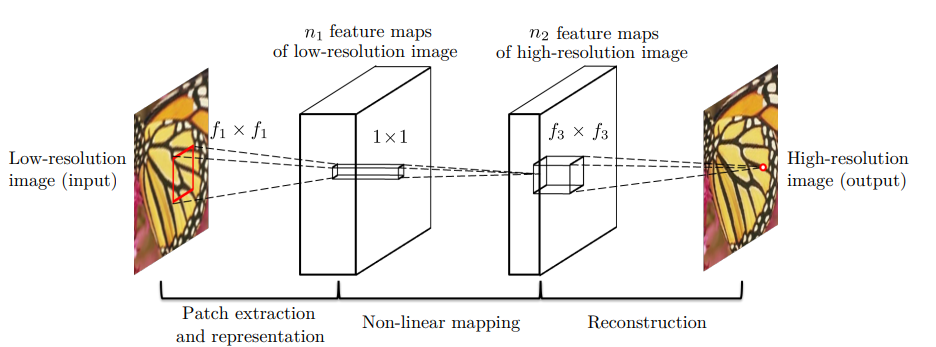 n₁ feature maps
of low-resolution image
n₂ feature maps
of high-resolution image
f₁ × f₁
1×1
f₃ × f₃
Low-resolution
image (input)
High-resolution
image (output)
Patch extraction
and representation
Non-linear mapping
Reconstruction